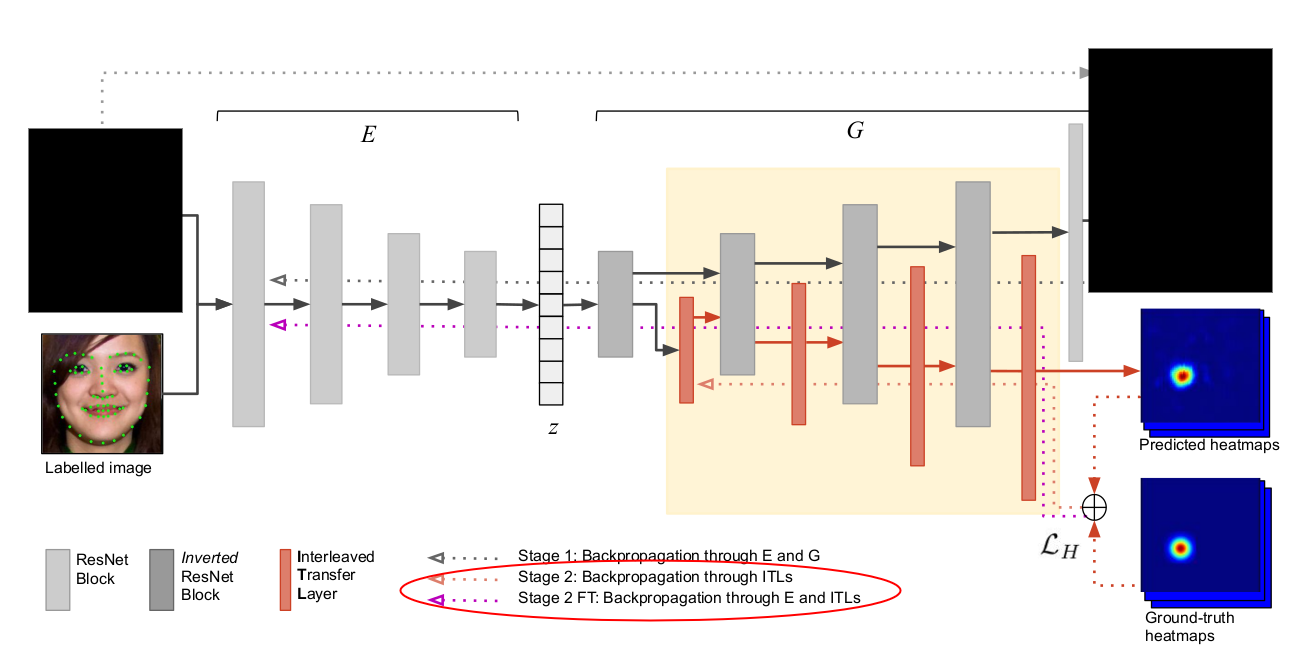 E
G
z
Labelled image
Predicted heatmaps
ℒH
Ground-truth
heatmaps
ResNet
Block
Inverted
ResNet
Block
Interleaved
Transfer
Layer
Stage 1: Backpropagation through E and G
Stage 2: Backpropagation through ITLs
Stage 2 FT: Backpropagation through E and ITLs